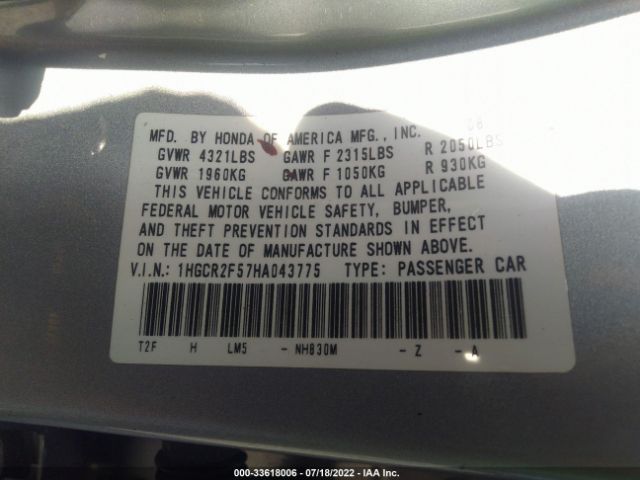 08
MFD. BY HONDA OF AMERICA MFG., INC.
GVWR 4321LBS GAWR F 2315LBS R 2050LBS
GVWR 1960KG GAWR F 1050KG R 930KG
THIS VEHICLE CONFORMS TO ALL APPLICABLE
FEDERAL MOTOR VEHICLE SAFETY, BUMPER,
AND THEFT PREVENTION STANDARDS IN EFFECT
ON THE DATE OF MANUFACTURE SHOWN ABOVE.
V.I.N.: 1HGCR2F57HA043775 TYPE: PASSENGER CAR
T2F H LM5 - NH830M - Z - A
000-33618006 - 07/18/2022 - IAA Inc.